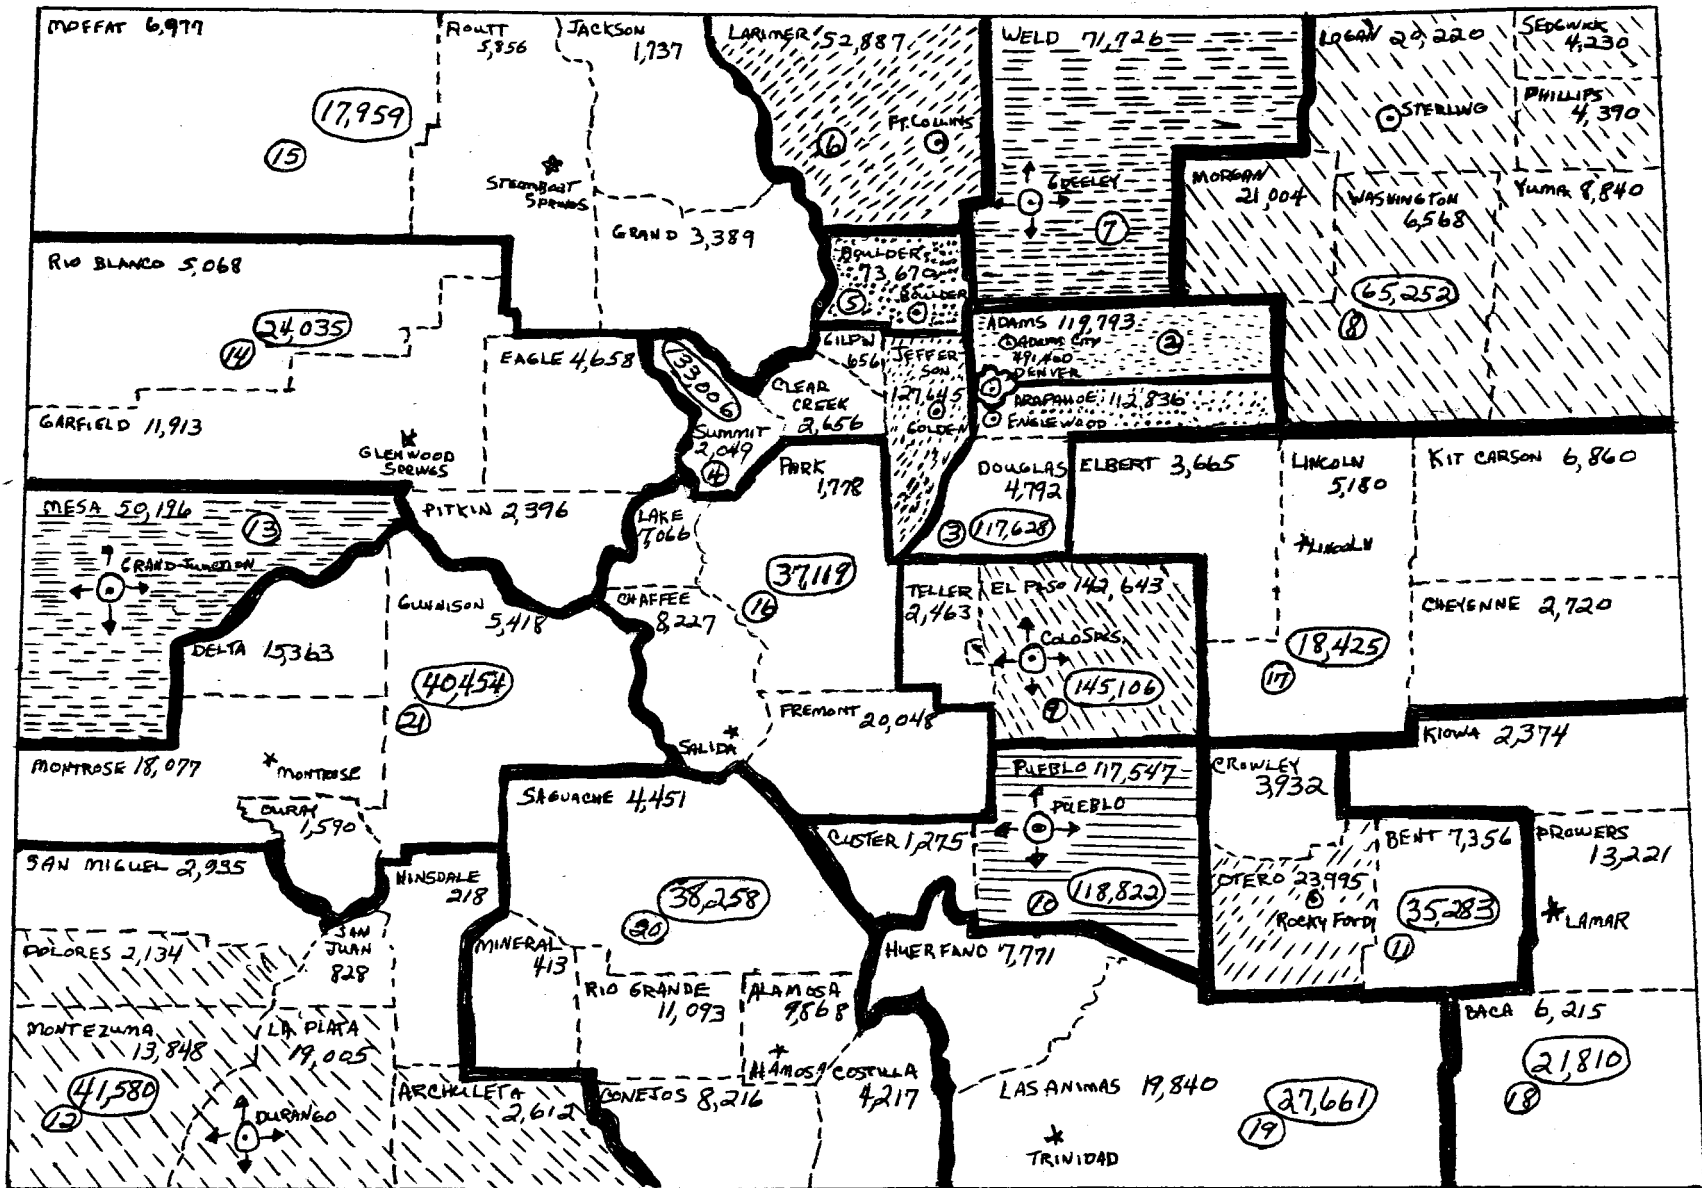 MOFFAT 6,977
ROUTT
5,856
JACKSON
1,737
LARIMER 52,887
WELD 71,726
LOGAN 20,220
SEDGWICK
4,230
PHILLIPS
4,390
17,959
15
6
FT. COLLINS
STERLING
STEAMBOAT
SPRINGS
GREELEY
7
MORGAN
21,004
WASHINGTON
6,568
YUMA 8,840
GRAND 3,389
RIO BLANCO 5,068
BOULDER
73,670
BOULDER
5
65,252
8
24,035
14
EAGLE 4,658
133,006
GILPIN
656
JEFFER
SON
127,645
GOLDEN
ADAMS 119,793
ADAMS CITY
491,460
DENVER
2
ARAPAHOE 112,836
ENGLEWOOD
CLEAR
CREEK
2,656
GARFIELD 11,913
GLENWOOD
SPRINGS
SUMMIT
2,049
4
PARK
1,778
DOUGLAS
4,792
ELBERT 3,665
LINCOLN
5,180
KIT CARSON 6,860
MESA 50,196
13
PITKIN 2,396
LAKE
7,066
3
117,628
LINCOLN
GRAND JUNCTION
GUNNISON
5,418
CHAFFEE
8,227
37,119
16
TELLER
2,463
EL PASO 142,643
CHEYENNE 2,720
DELTA 15,363
COLO SPGS.
18,425
17
40,454
21
145,106
9
FREMONT 20,048
SALIDA
KIOWA 2,374
MONTROSE 18,077
MONTROSE
PUEBLO 117,547
CROWLEY
3,932
SAGUACHE 4,451
OURAY
1,590
PUEBLO
CUSTER 1,275
BENT 7,356
PROWERS
13,221
SAN MIGUEL 2,935
HINSDALE
218
38,258
20
118,822
10
OTERO 23,995
ROCKY FORD
35,283
11
LAMAR
DOLORES 2,134
SAN
JUAN
828
MINERAL
413
HUERFANO 7,771
RIO GRANDE
11,093
ALAMOSA
9,868
BACA 6,215
MONTEZUMA
13,848
LA PLATA
19,005
41,580
12
DURANGO
ARCHULETA
2,612
CONEJOS 8,216
ALAMOSA
COSTILLA
4,217
LAS ANIMAS 19,840
27,661
19
21,810
18
TRINIDAD